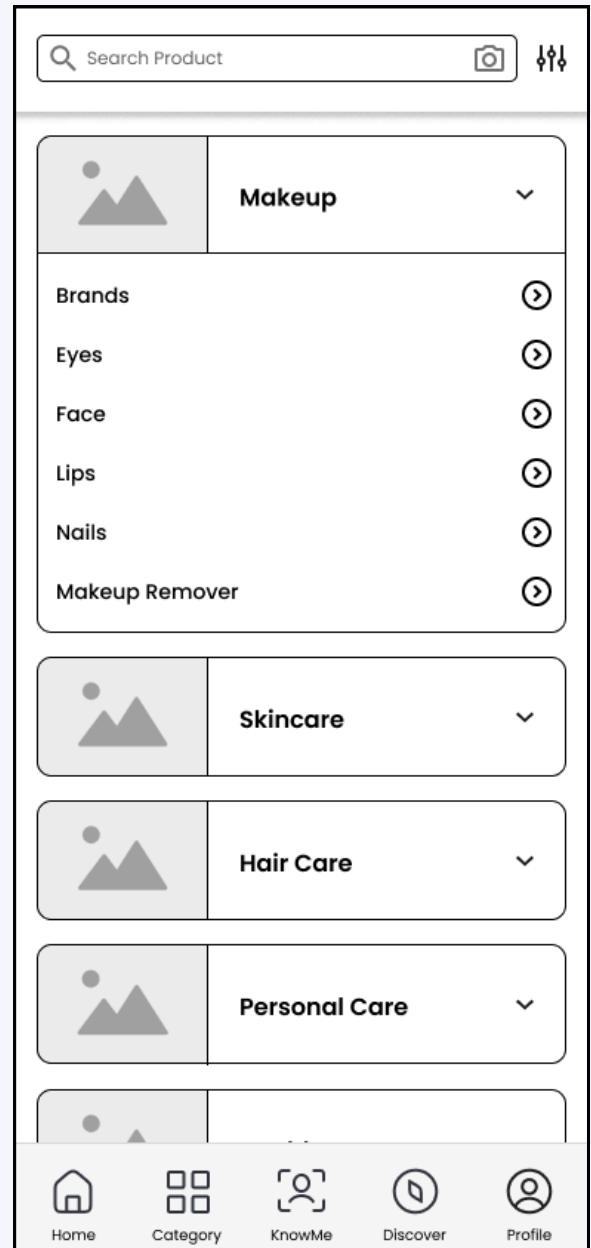 Search Product
Makeup
Brands
Eyes
Face
Lips
Nails
Makeup Remover
Skincare
Hair Care
Personal Care
Home Category KnowMe Discover Profile